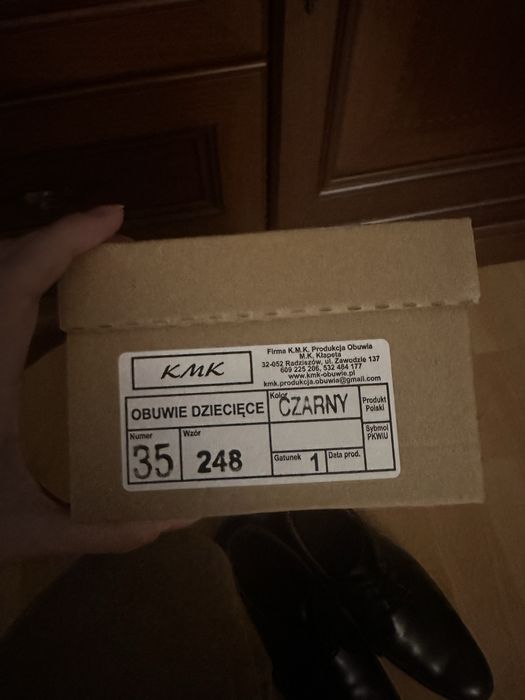 KMK
Firma K.M.K. Produkcja Obuwia
M.K. Kłapeta
32-052 Radziszów, ul. Zawodzie 137
609 225 206, 532 484 177
www.kmk-obuwie.pl
kmk.produkcja.obuwia@gmail.com
OBUWIE DZIECIĘCE
Kolor
CZARNY
Produkt
Polski
Numer
35
Wzór
248
Gatunek 1
Data prod.
Sybmol
PKWiU